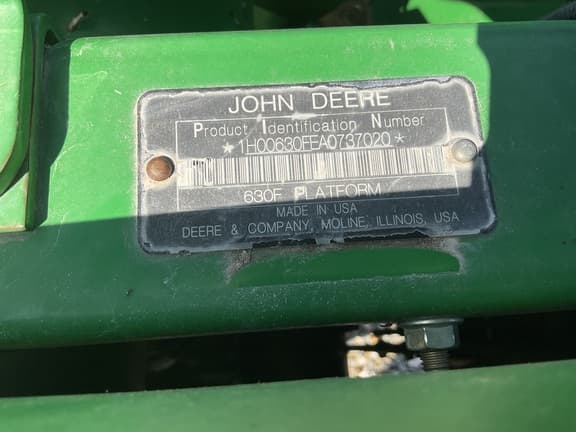 JOHN DEERE
Product Identification Number
*1H00630FEA0737020*
630F PLATFORM
MADE IN USA
DEERE & COMPANY, MOLINE, ILLINOIS, USA